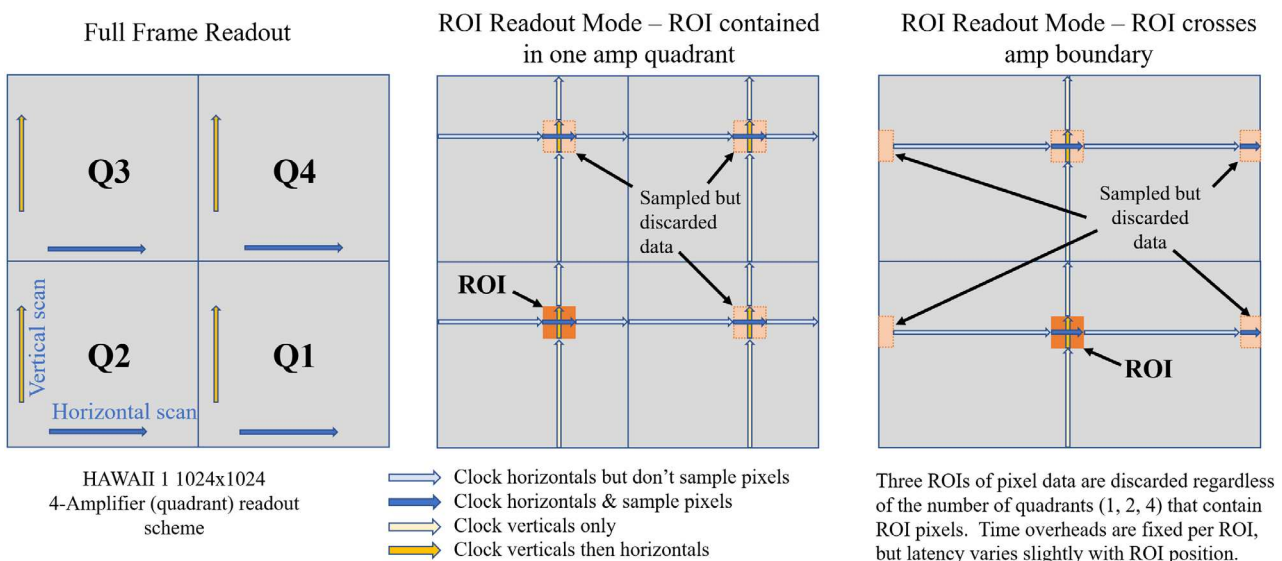 Full Frame Readout
Q3
Q4
Q2
Q1
Vertical scan
Horizontal scan
HAWAII 1 1024x1024
4-Amplifier (quadrant) readout
scheme
ROI Readout Mode – ROI contained
in one amp quadrant
Sampled but
discarded
data
ROI
Clock horizontals but don’t sample pixels
Clock horizontals & sample pixels
Clock verticals only
Clock verticals then horizontals
ROI Readout Mode – ROI crosses
amp boundary
Sampled but
discarded
data
ROI
Three ROIs of pixel data are discarded regardless
of the number of quadrants (1, 2, 4) that contain
ROI pixels.  Time overheads are fixed per ROI,
but latency varies slightly with ROI position.